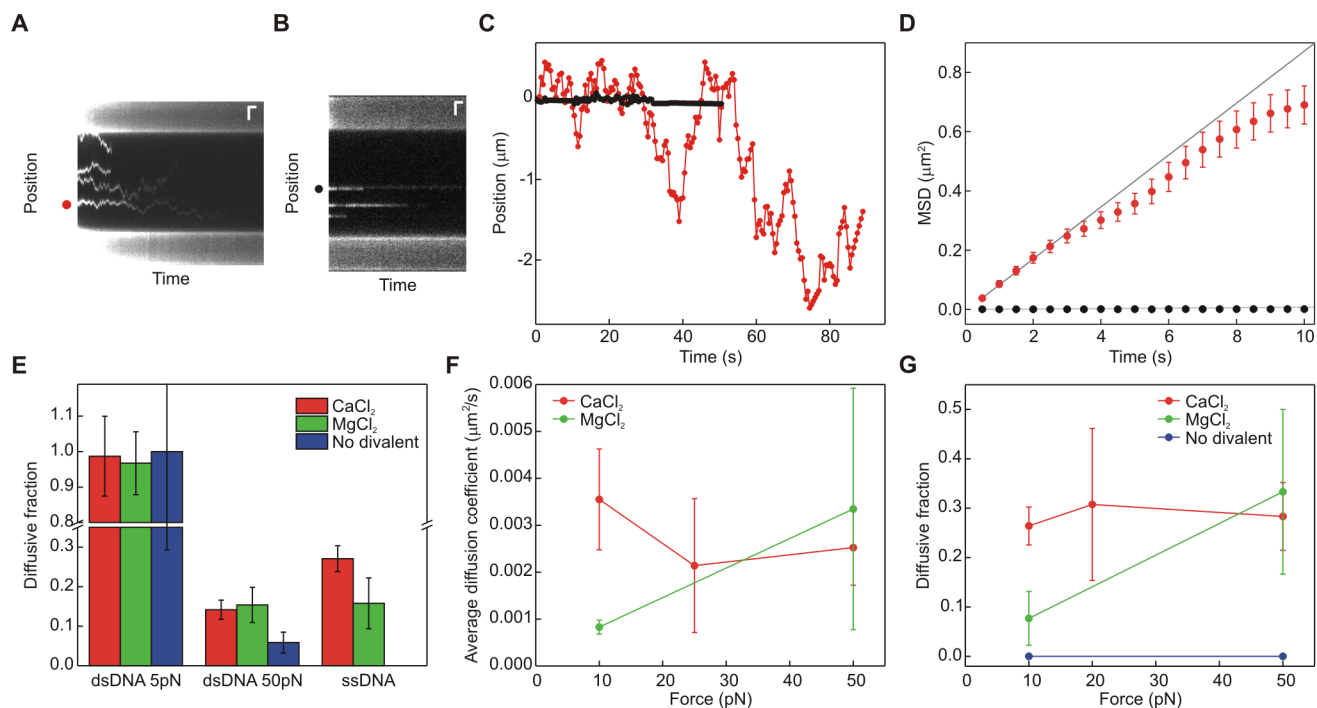 A
Position
Time
B
Position
Time
C
Position (μm)
0
-1
-2
0
20
40
60
80
Time (s)
D
MSD (μm²)
0.8
0.6
0.4
0.2
0.0
0
2
4
6
8
10
Time (s)
E
Diffusive fraction
1.1
1.0
0.9
0.8
0.3
0.2
0.1
0.0
CaCl₂
MgCl₂
No divalent
dsDNA 5pN
dsDNA 50pN
ssDNA
F
Average diffusion coefficient (μm²/s)
0.006
0.005
0.004
0.003
0.002
0.001
0.000
CaCl₂
MgCl₂
0
10
20
30
40
50
Force (pN)
G
Diffusive fraction
0.5
0.4
0.3
0.2
0.1
0.0
CaCl₂
MgCl₂
No divalent
0
10
20
30
40
50
Force (pN)